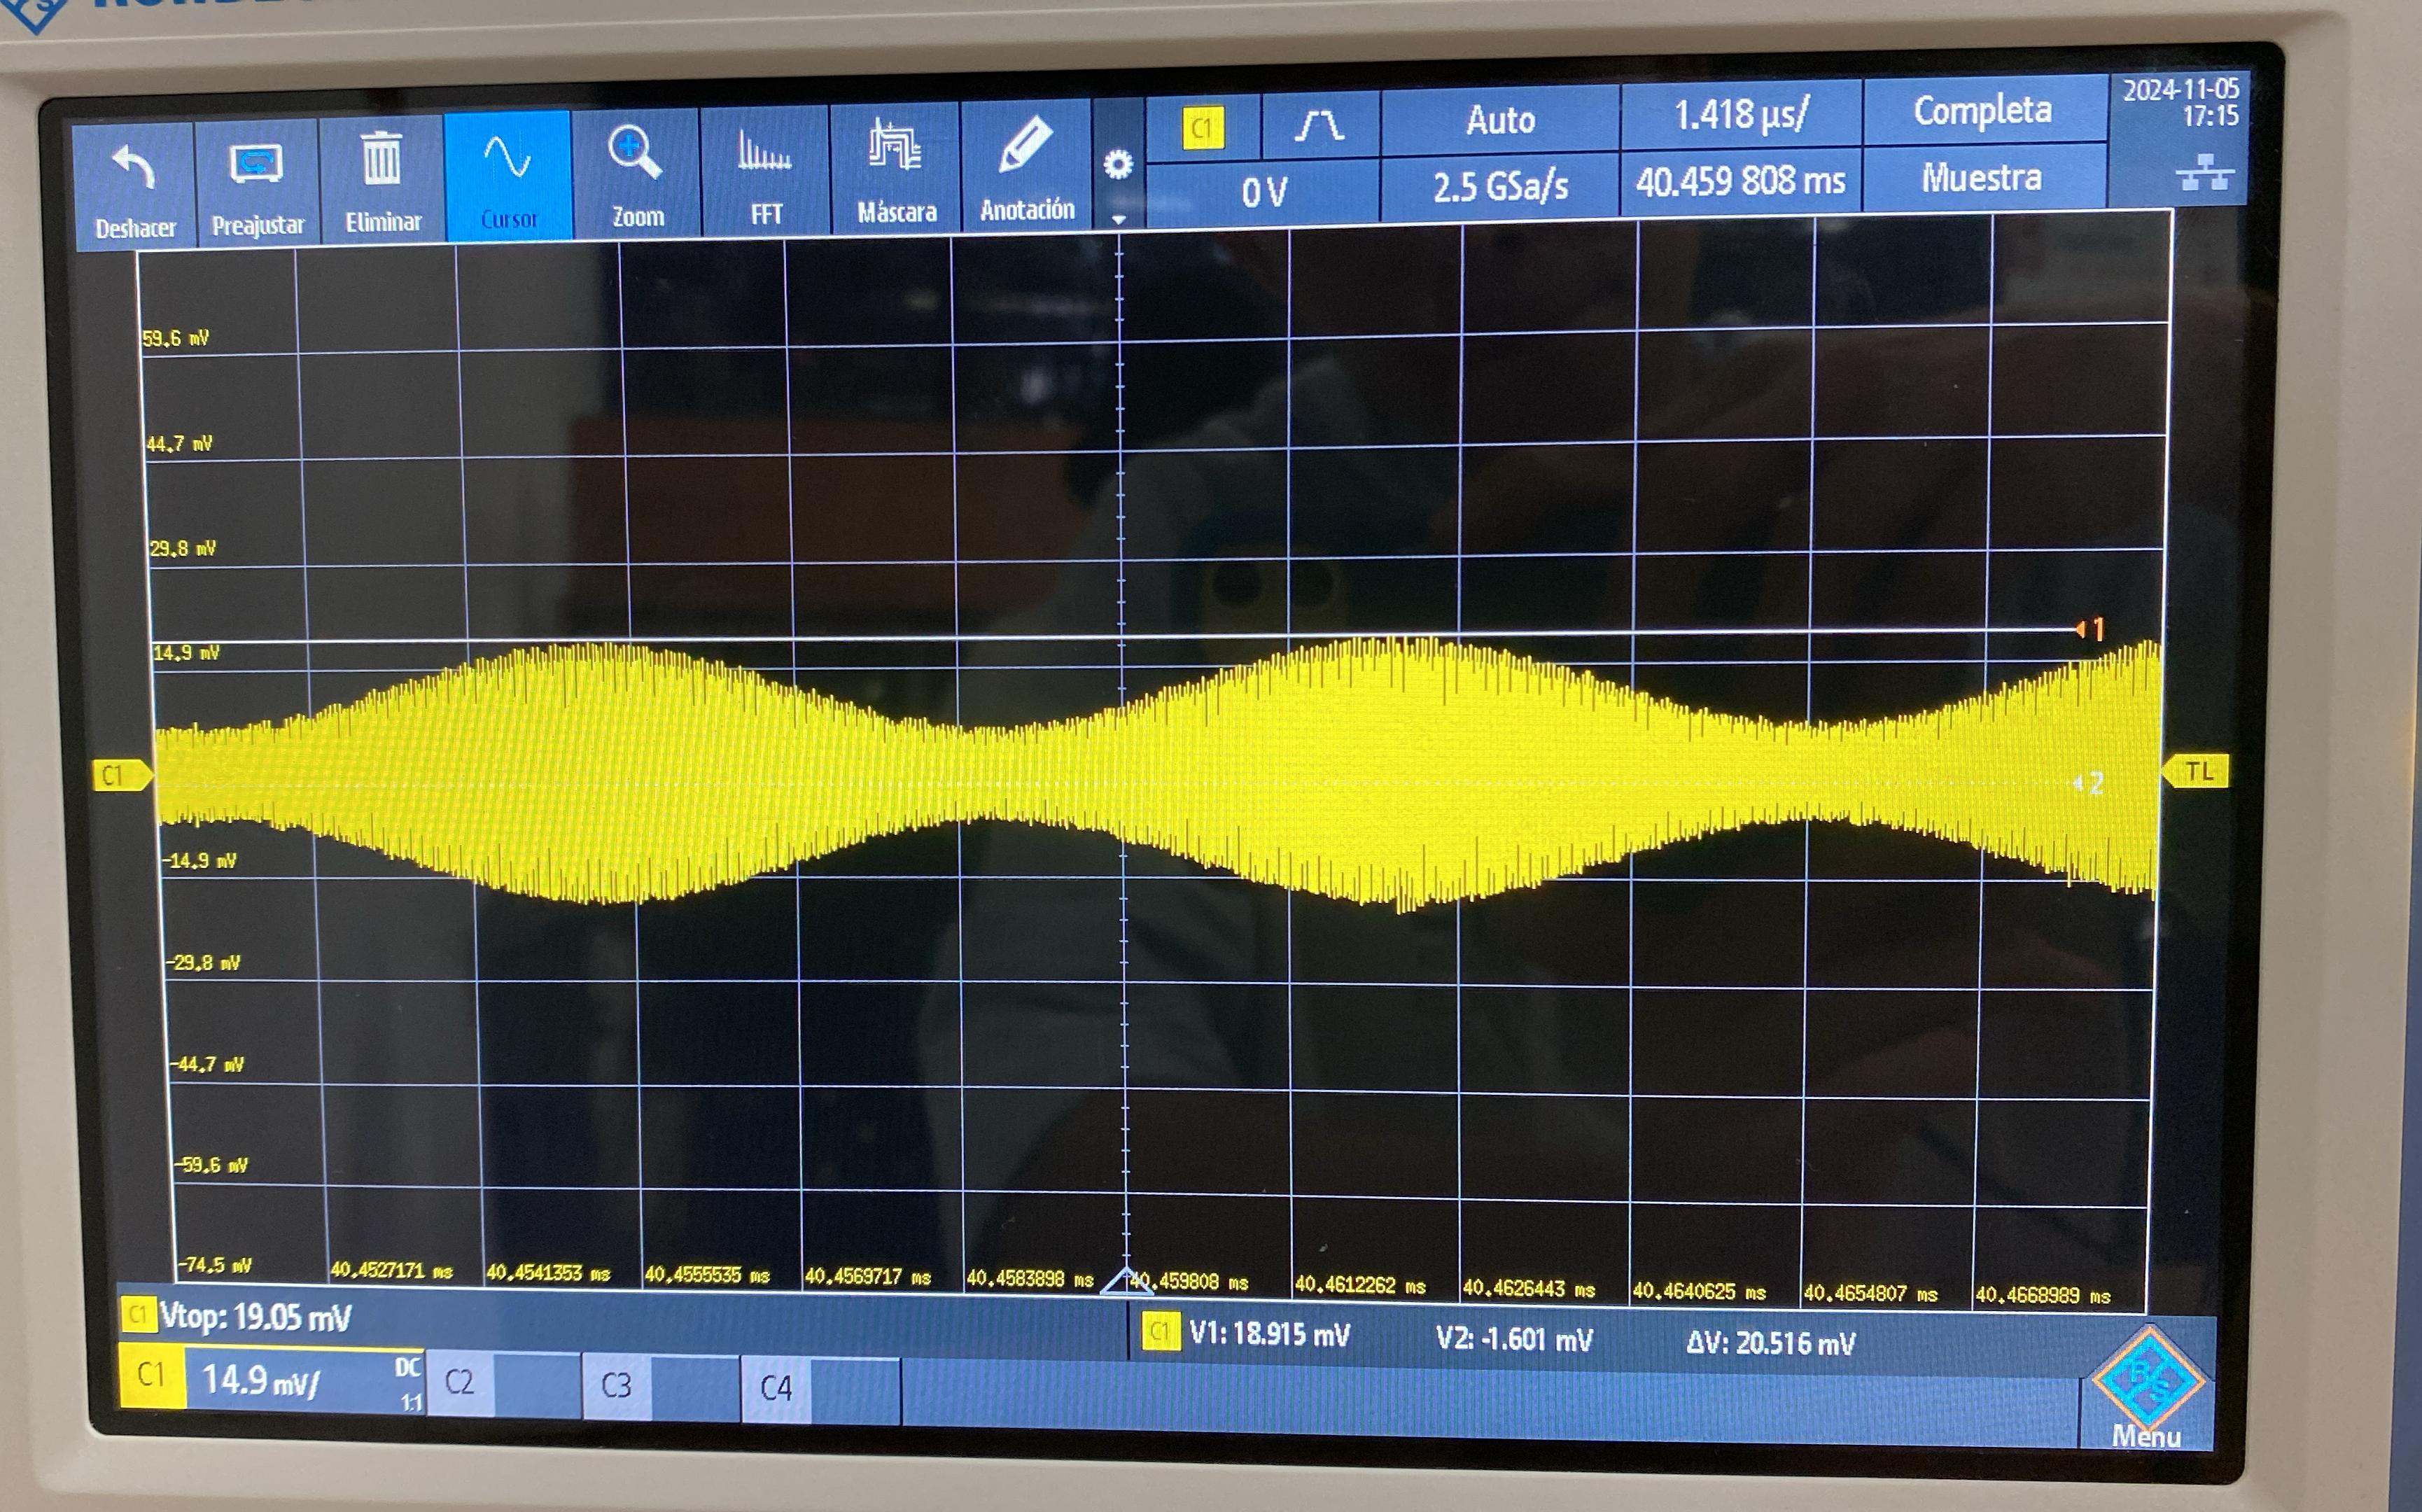 Deshacer Preajustar Eliminar Cursor Zoom FFT Máscara Anotación
C1 Auto 1.418 µs/ Completa
0 V 2.5 GSa/s 40.459 808 ms Muestra
2024-11-05
17:15
59.6 mV
44.7 mV
29.8 mV
1
14.9 mV
C1
TL
2
-14.9 mV
-29.8 mV
-44.7 mV
-59.6 mV
-74.5 mV
40.4527171 ms 40.4541353 ms 40.4555535 ms 40.4569717 ms 40.4583898 ms 40.459808 ms 40.4612262 ms 40.4626443 ms 40.4640625 ms 40.4654807 ms 40.4668989 ms
C1 Vtop: 19.05 mV
C1 V1: 18.915 mV V2: -1.601 mV ΔV: 20.516 mV
C1 14.9 mV/ DC
1:1
C2 C3 C4
R/S
Menu